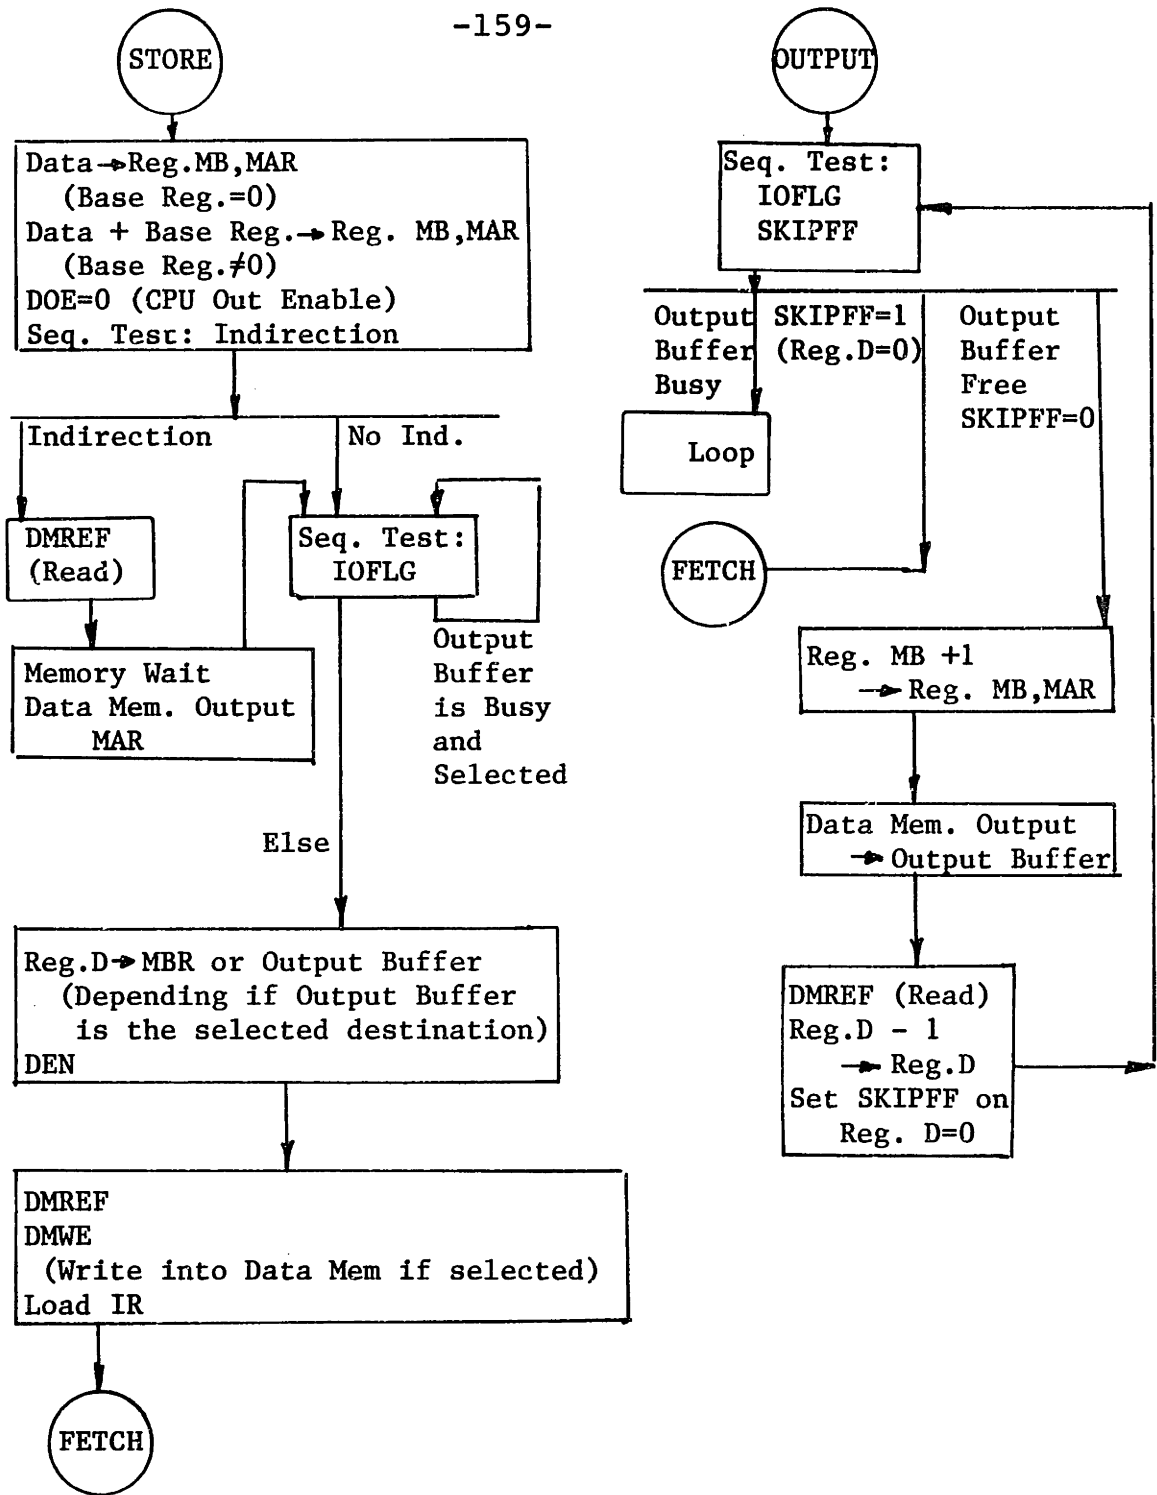 -159-
STORE
Data→Reg.MB,MAR
(Base Reg.=0)
Data + Base Reg.→Reg. MB,MAR
(Base Reg.≠0)
DOE=0 (CPU Out Enable)
Seq. Test: Indirection
Indirection
No Ind.
DMREF
(Read)
Seq. Test:
IOFLG
Memory Wait
Data Mem. Output
MAR
Output
Buffer
is Busy
and
Selected
Else
Reg.D→MBR or Output Buffer
(Depending if Output Buffer
is the selected destination)
DEN
DMREF
DMWE
(Write into Data Mem if selected)
Load IR
FETCH
OUTPUT
Seq. Test:
IOFLG
SKIPFF
Output
Buffer
Busy
SKIPFF=1
(Reg.D=0)
Output
Buffer
Free
SKIPFF=0
Loop
FETCH
Reg. MB +1
→Reg. MB,MAR
Data Mem. Output
→Output Buffer
DMREF (Read)
Reg.D - 1
→Reg.D
Set SKIPFF on
Reg. D=0